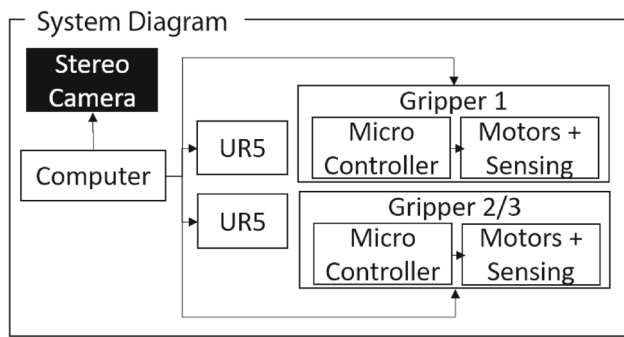 System Diagram
Stereo
Camera
Computer
UR5
UR5
Gripper 1
Micro
Controller
Motors +
Sensing
Gripper 2/3
Micro
Controller
Motors +
Sensing